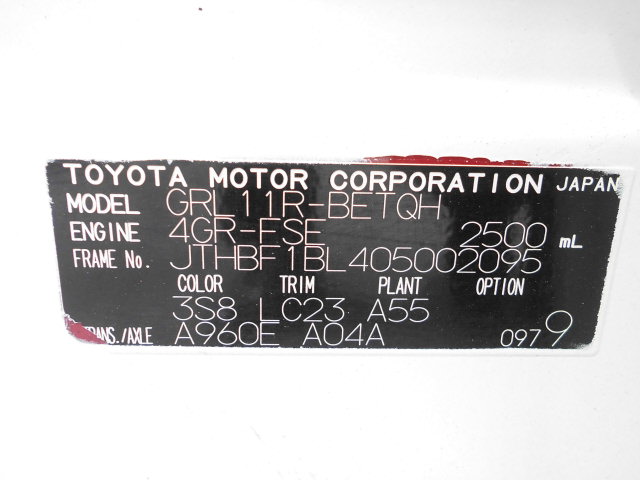 TOYOTA MOTOR CORPORATION JAPAN
MODEL GRL11R-BETQH
ENGINE 4GR-FSE 2500 mL
FRAME No. JTHBF1BL405002095
COLOR TRIM PLANT OPTION
3S8 LC23 A55
TRANS./AXLE A960E A04A 0979